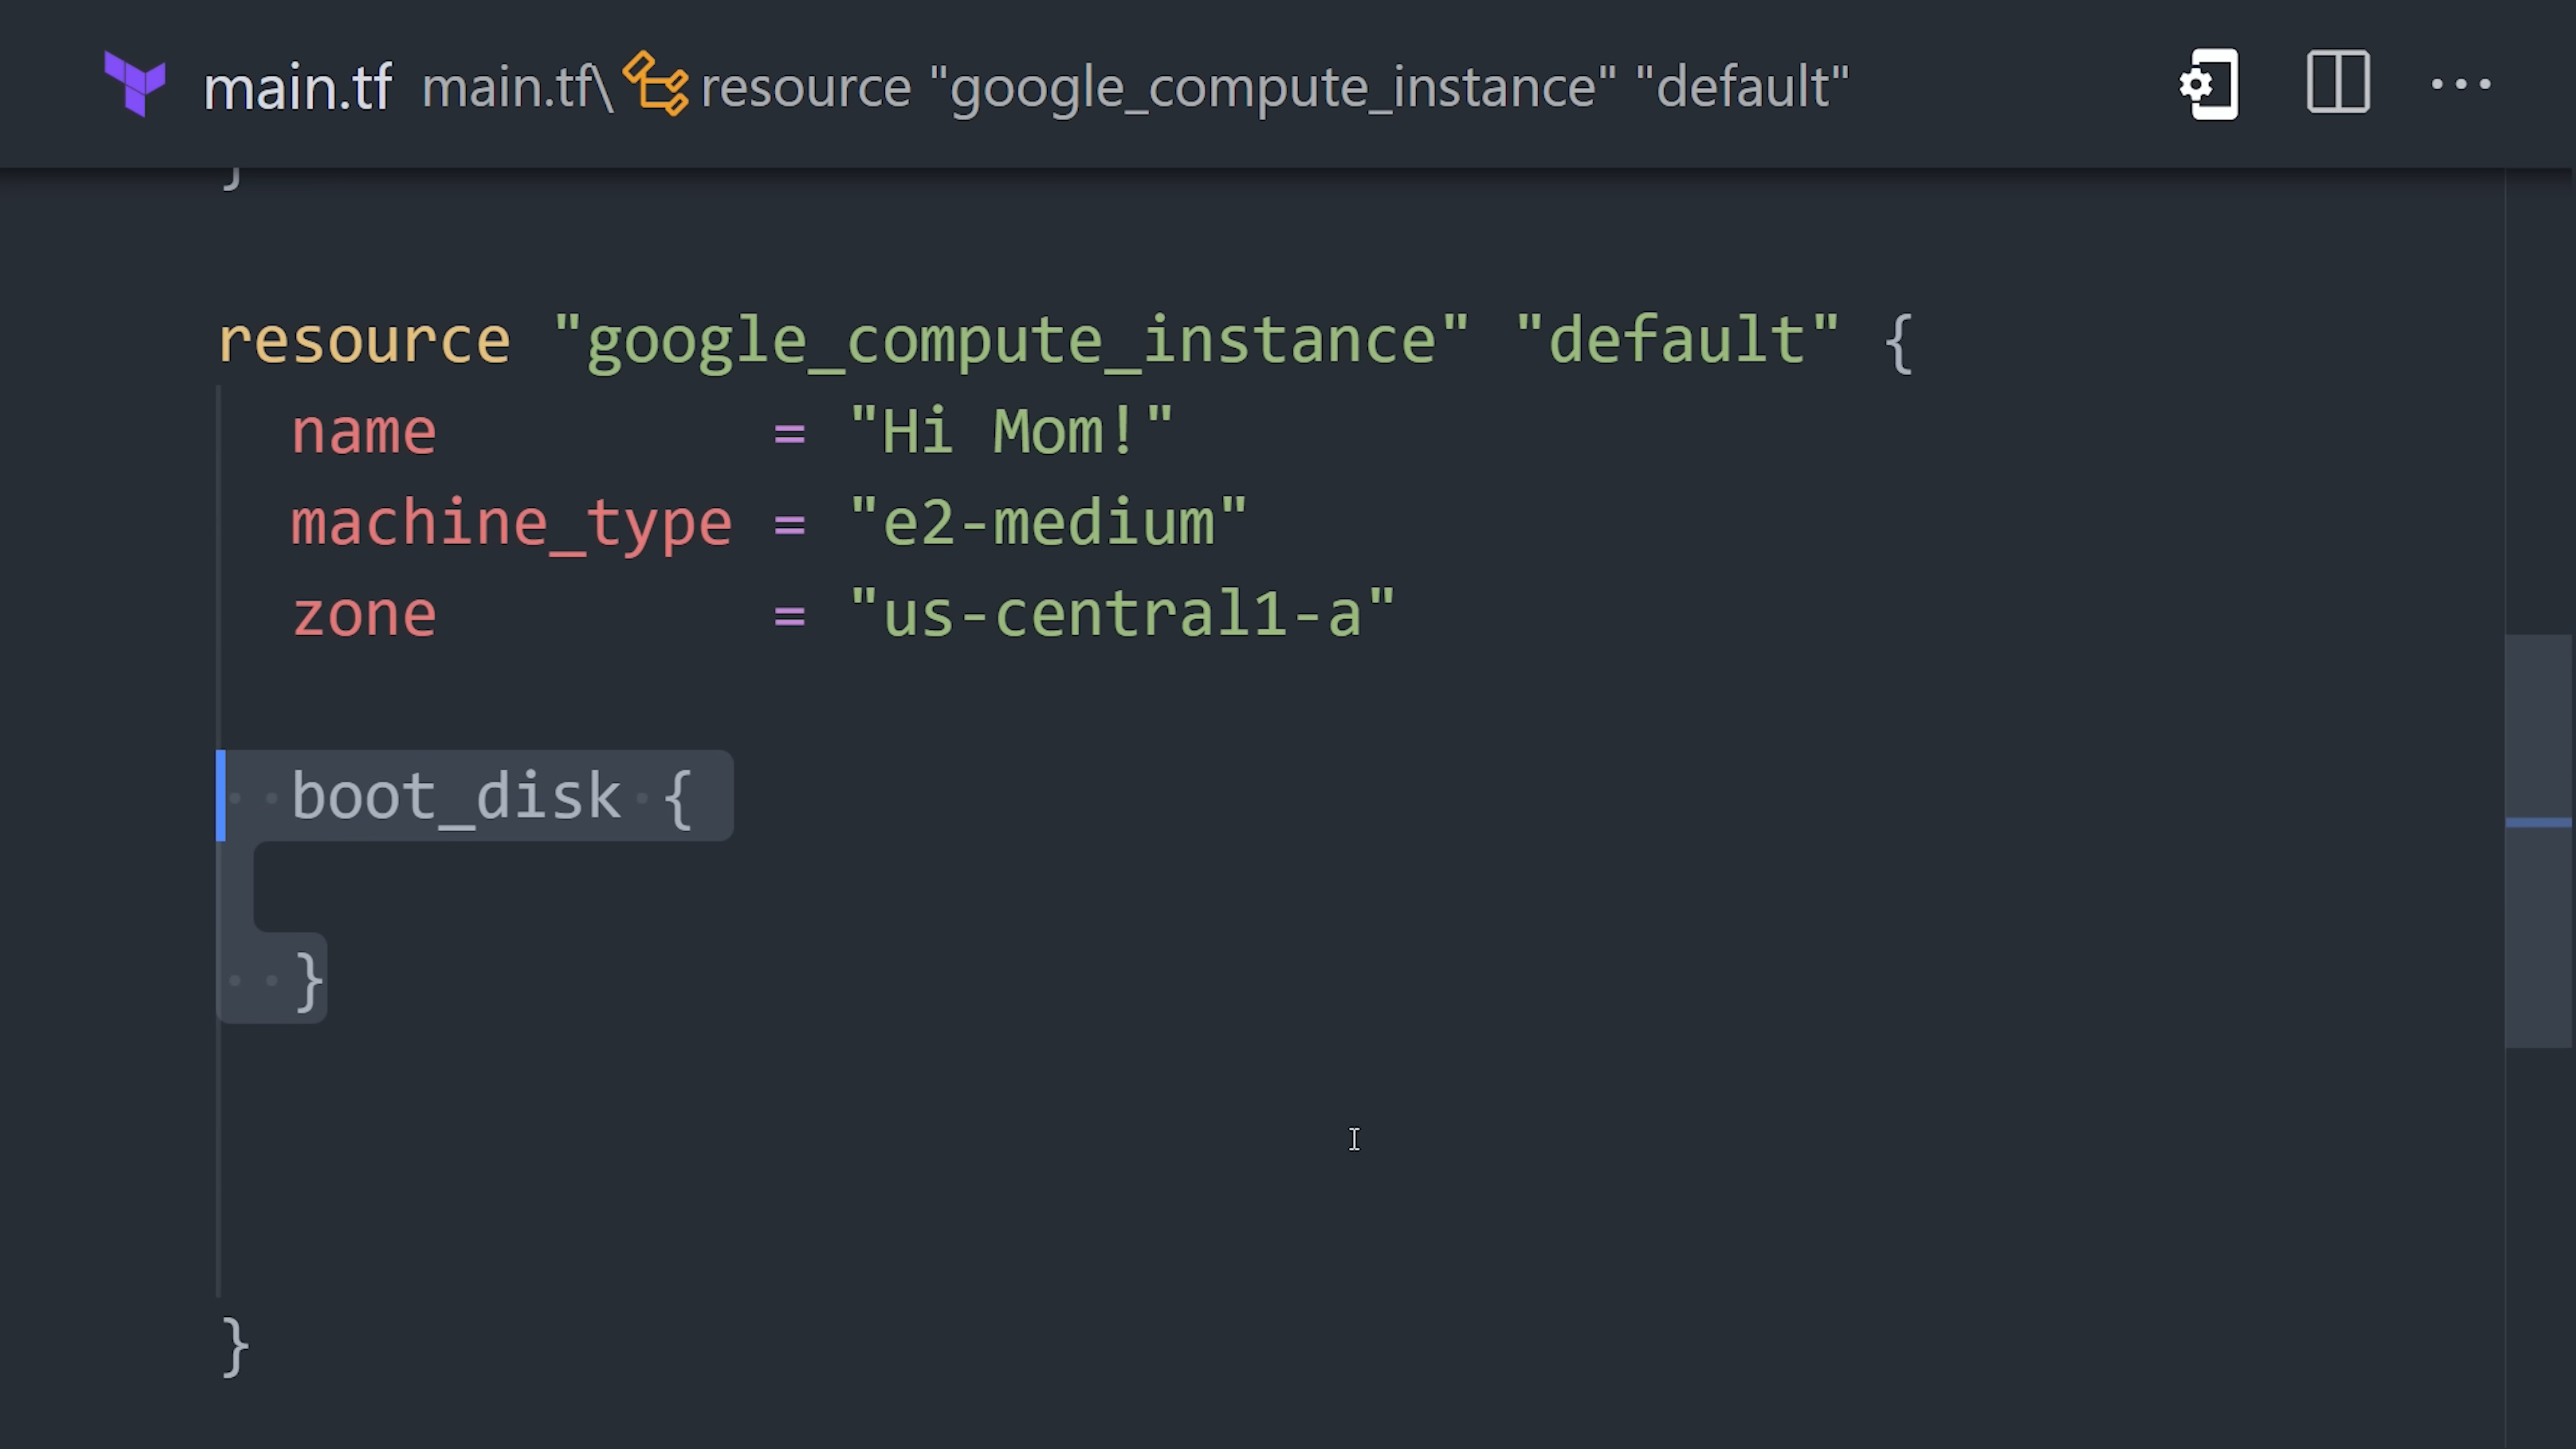 main.tf main.tf\ resource "google_compute_instance" "default"
}
resource "google_compute_instance" "default" {
name = "Hi Mom!"
machine_type = "e2-medium"
zone = "us-central1-a"
boot_disk {
}
}